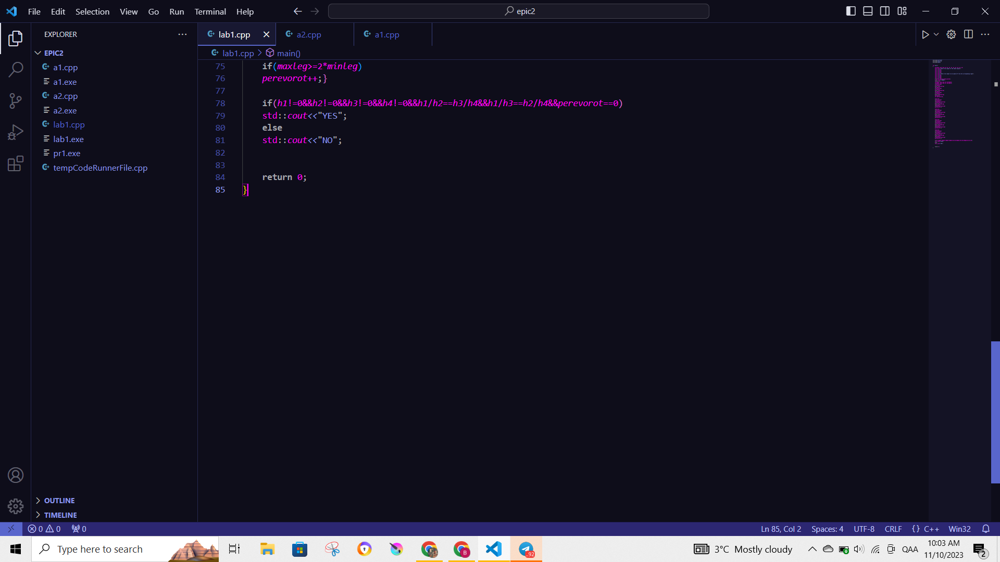 File Edit Selection View Go Run Terminal Help
epic2
EXPLORER
EPIC2
a1.cpp
a1.exe
a2.cpp
a2.exe
lab1.cpp
lab1.exe
pr1.exe
tempCodeRunnerFile.cpp
OUTLINE
TIMELINE
lab1.cpp a2.cpp a1.cpp
lab1.cpp > main()
75 if(maxleg>=2*minleg)
76 perevorot++;}
77
78 if(h1!=0&&h2!=0&&h3!=0&&h4!=0&&h1/h2==h3/h4&&h1/h3==h2/h4&&perevorot==0)
79 std::cout<<"YES";
80 else
81 std::cout<<"NO";
82
83
84 return 0;
85 }
0 0 0
Ln 85, Col 2 Spaces: 4 UTF-8 CRLF {} C++ Win32
Type here to search
B
..92
3°C Mostly cloudy
QAA
10:03 AM
11/10/2023
2